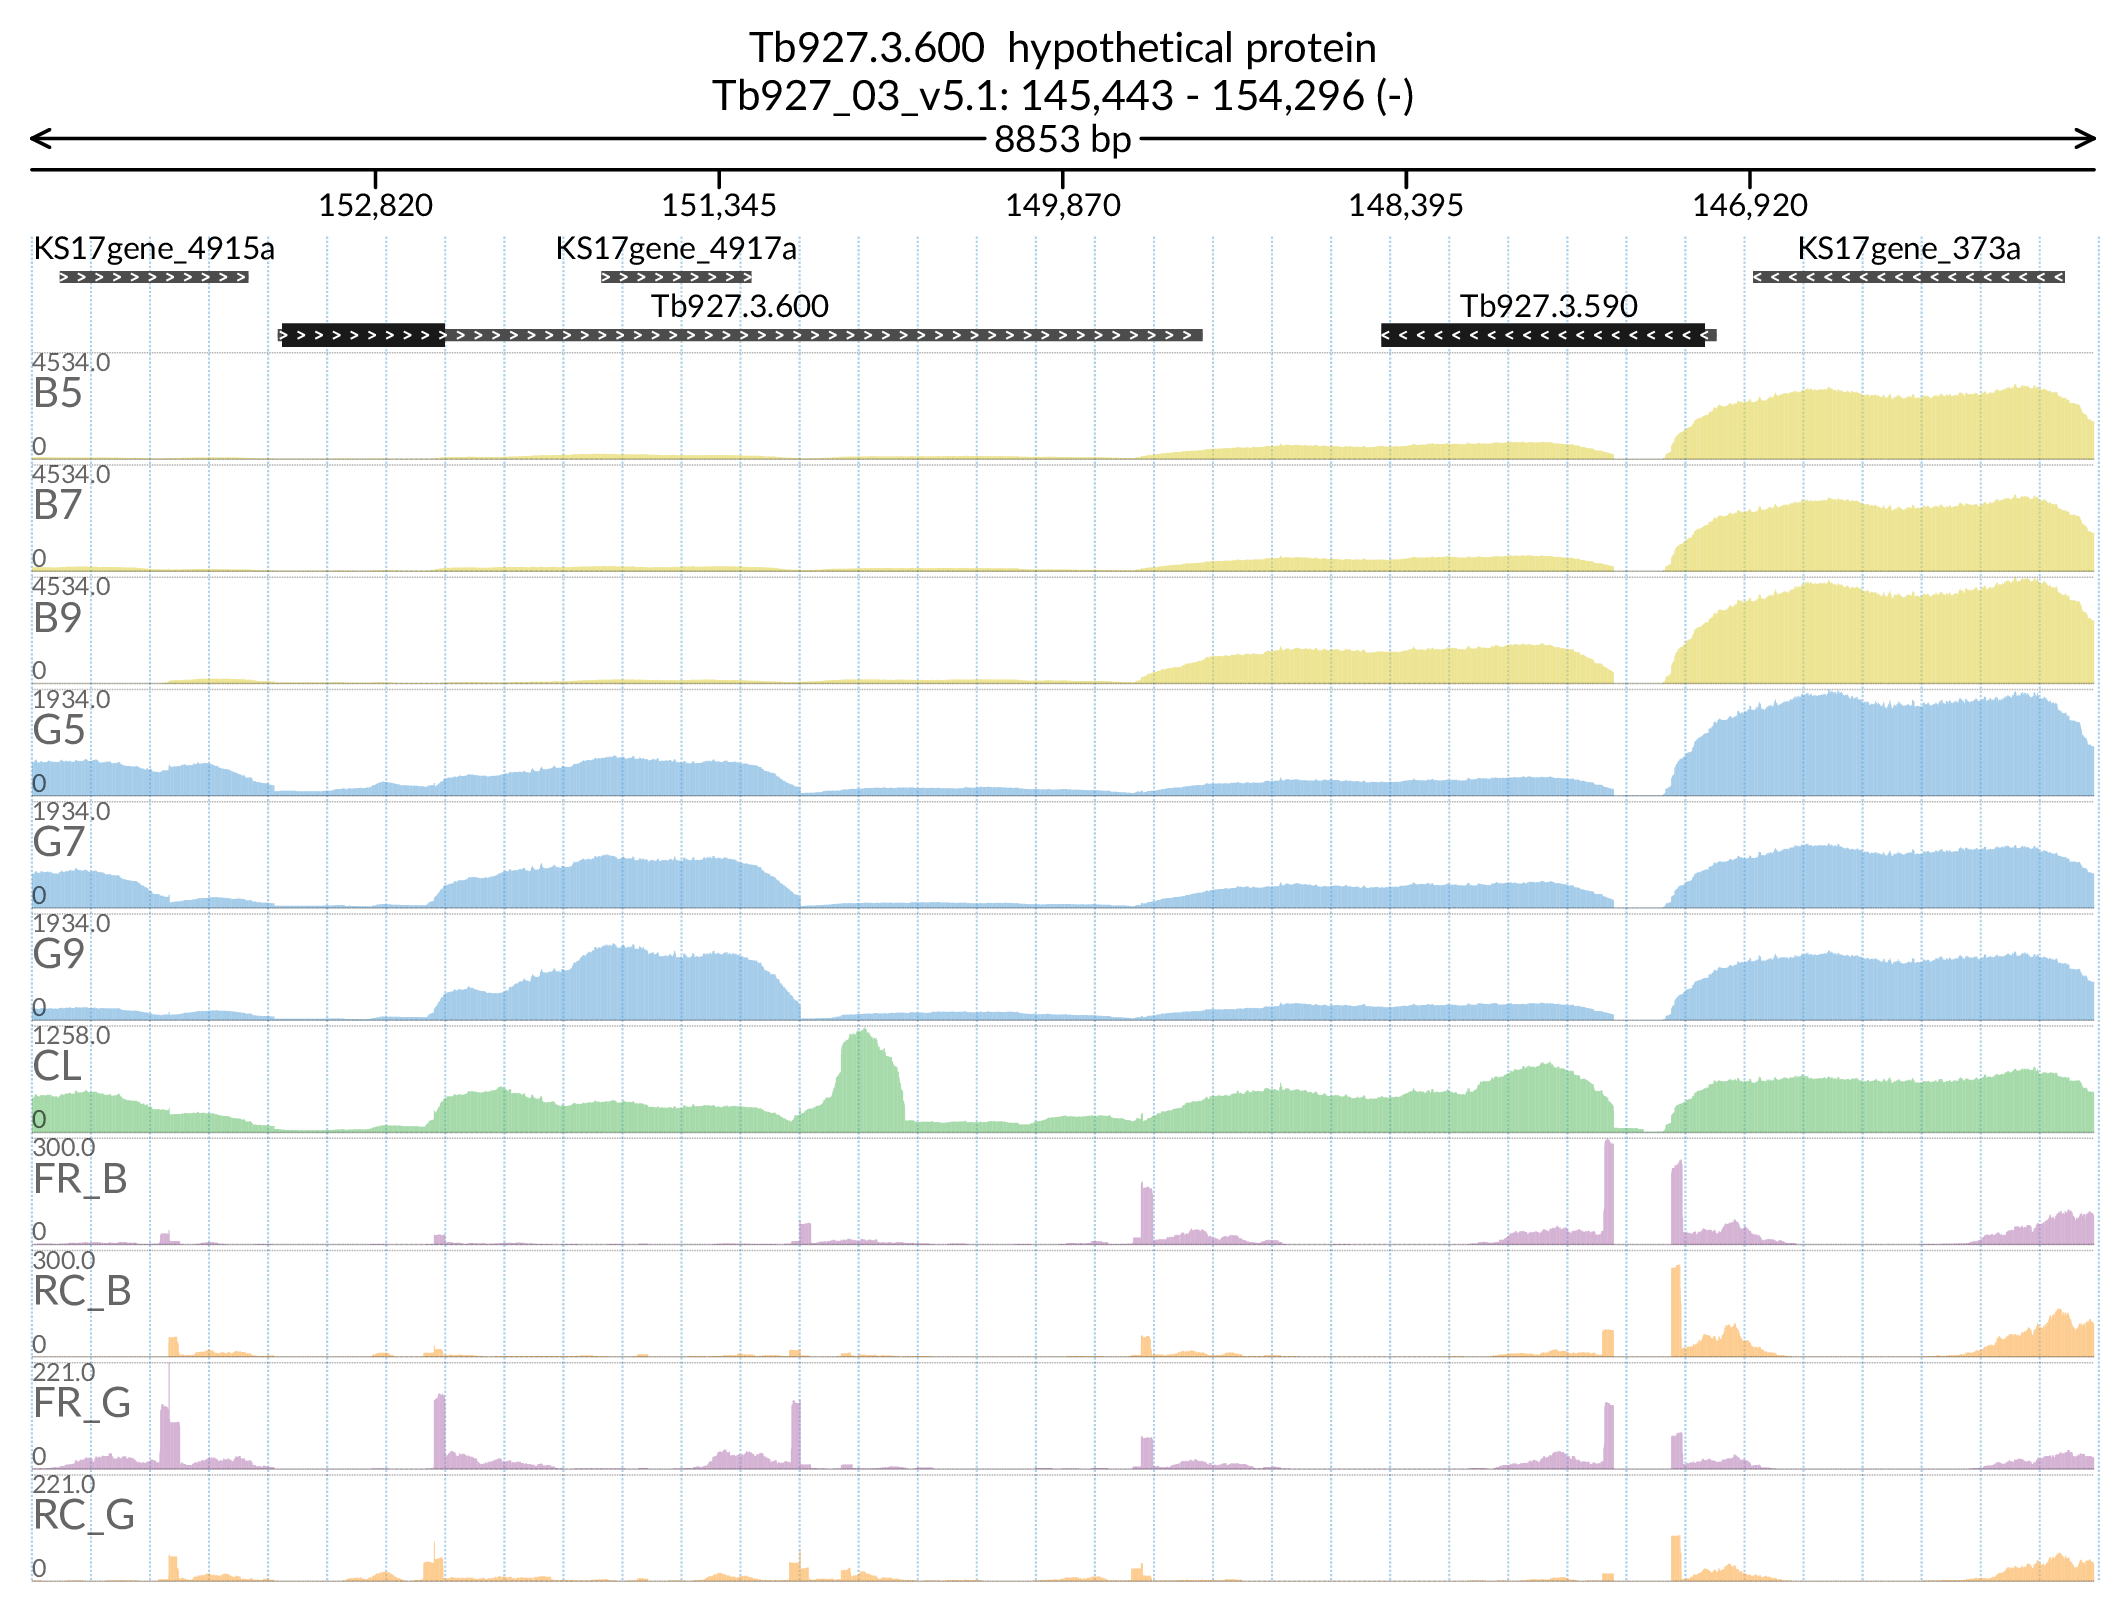 Tb927.3.600  hypothetical protein
Tb927_03_v5.1: 145,443 - 154,296 (-)
8853 bp
152,820 151,345 149,870 148,395 146,920
KS17gene_4915a KS17gene_4917a KS17gene_373a
Tb927.3.600 Tb927.3.590
4534.0
B5
0
4534.0
B7
0
4534.0
B9
0
1934.0
G5
0
1934.0
G7
0
1934.0
G9
0
1258.0
CL
0
300.0
FR_B
0
300.0
RC_B
0
221.0
FR_G
0
221.0
RC_G
0